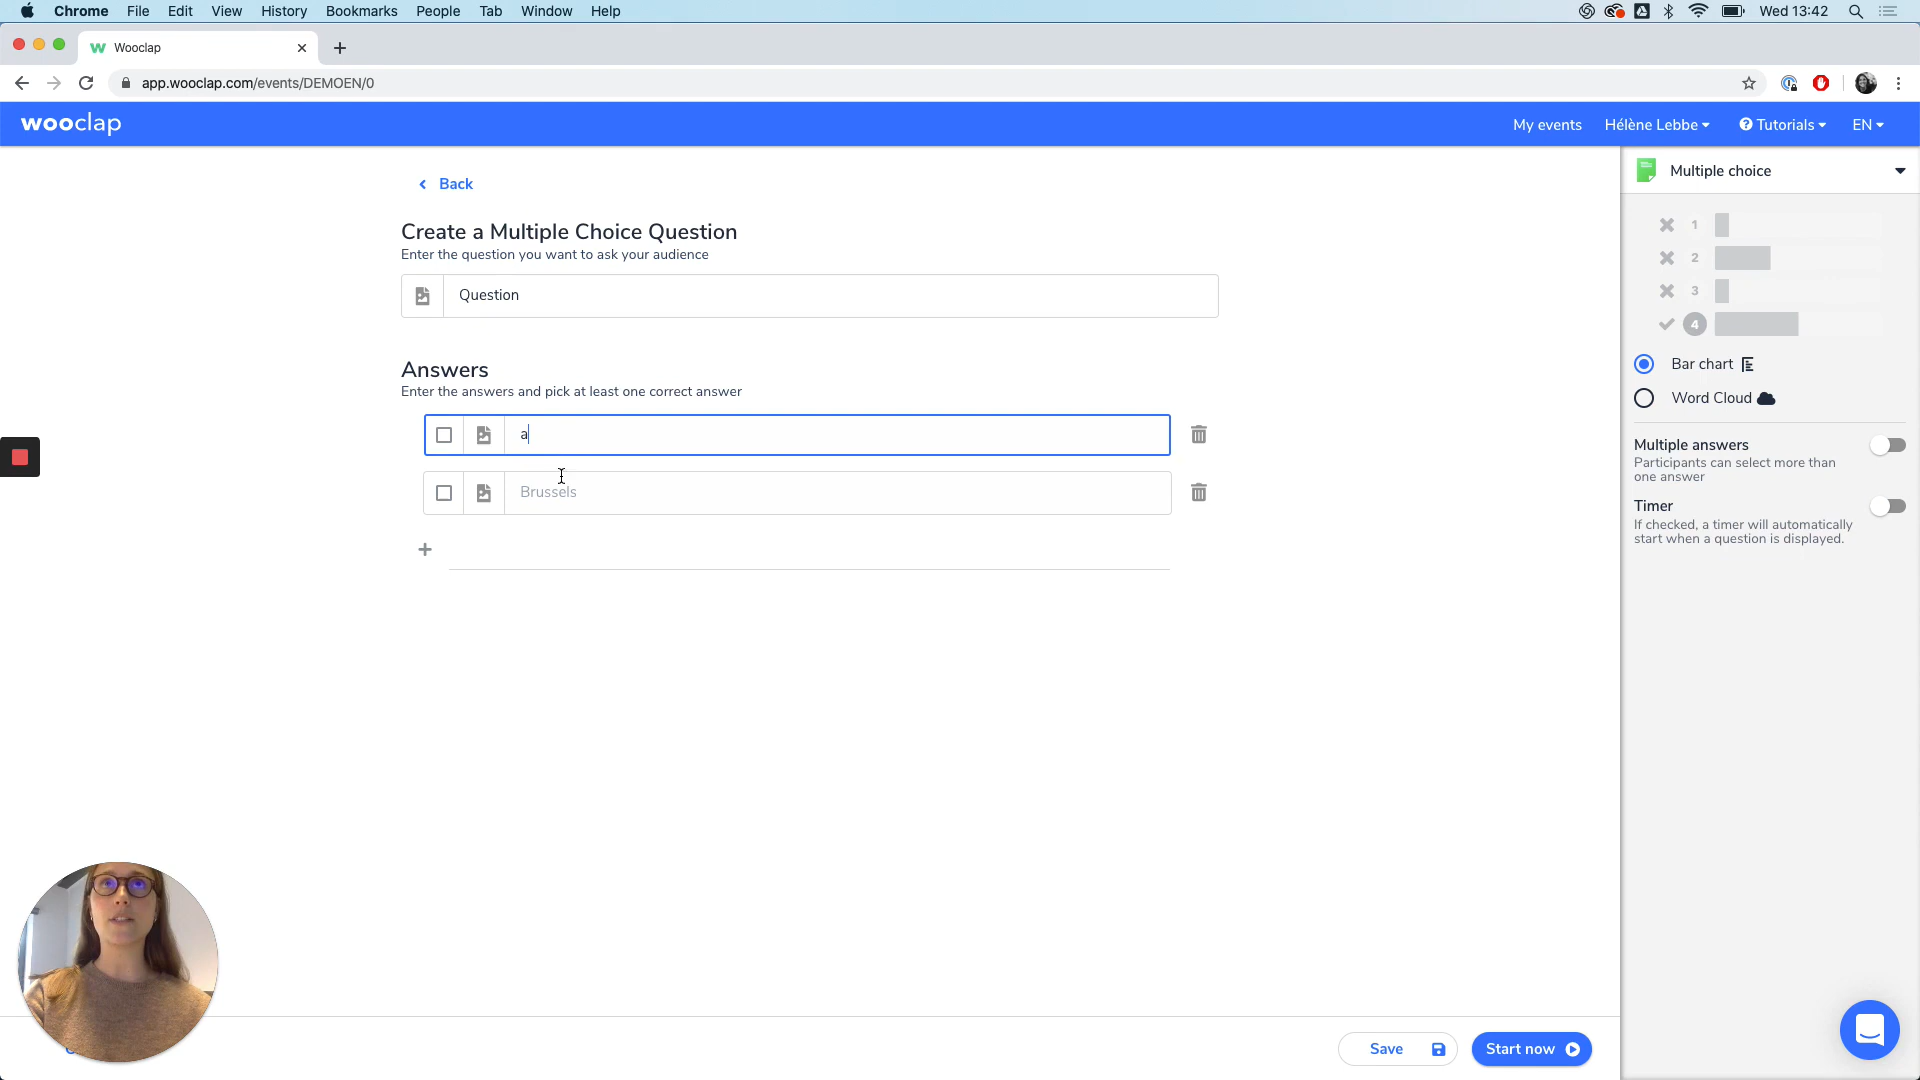 Chrome File Edit View History Bookmarks People Tab Window Help Wed 13:42
Wooclap
app.wooclap.com/events/DEMOEN/0
wooclap My events Hélène Lebbe Tutorials EN
Back
Create a Multiple Choice Question
Enter the question you want to ask your audience
Question
Answers
Enter the answers and pick at least one correct answer
a
Brussels
Save Start now
Multiple choice
1
2
3
4
Bar chart
Word Cloud
Multiple answers
Participants can select more than
one answer
Timer
If checked, a timer will automatically
start when a question is displayed.